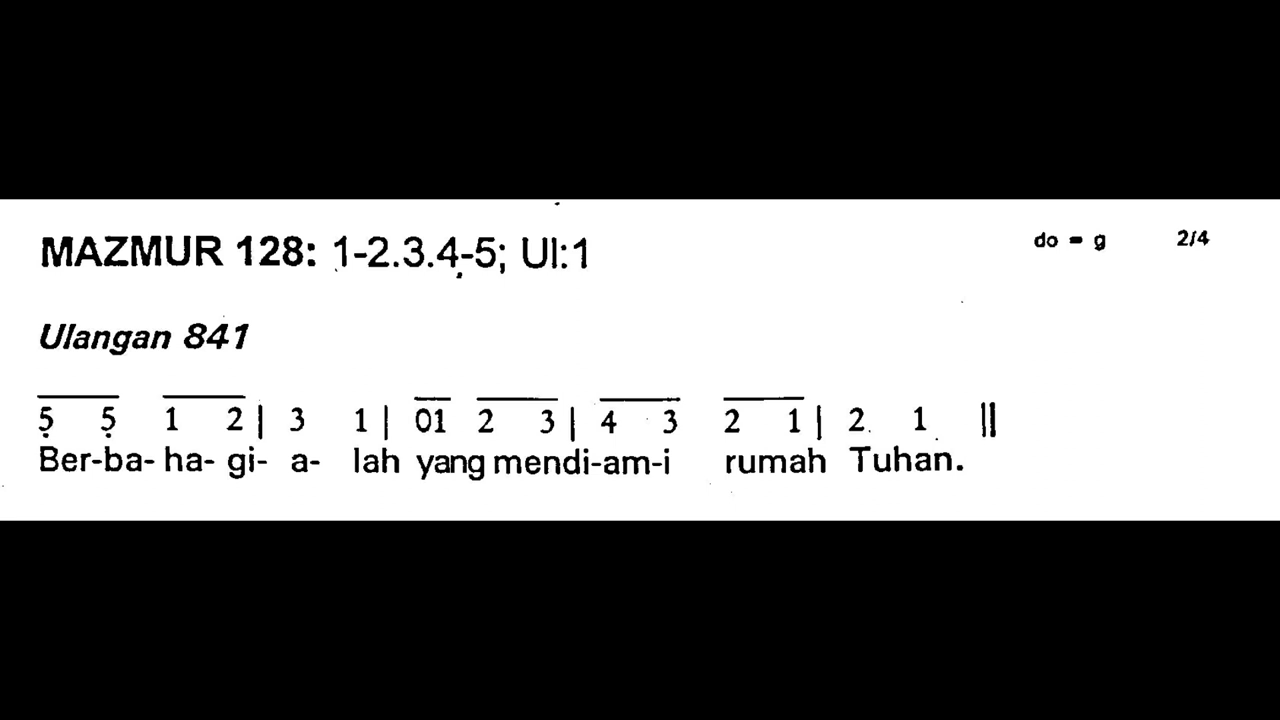 MAZMUR 128: 1-2.3.4-5; Ul:1 do = g 2/4
Ulangan 841
5̣ 5̣ 1 2 | 3 1 | 01 2 3 | 4 3 2 1 | 2 1 ||
Ber-ba- ha- gi- a- lah yang mendi-am-i rumah Tuhan.